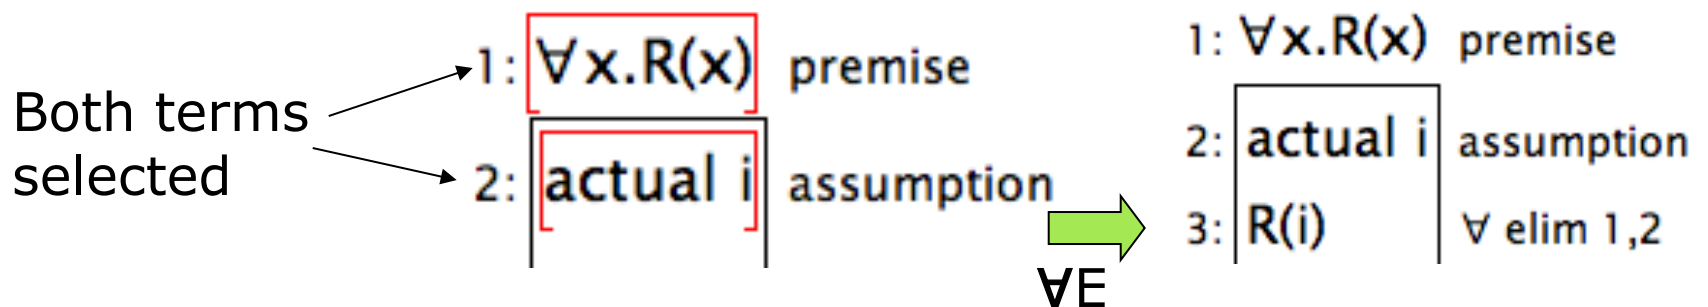 Both terms
selected
1: ∀x.R(x) premise
2: actual i assumption
∀E
1: ∀x.R(x) premise
2: actual i assumption
3: R(i) ∀ elim 1,2